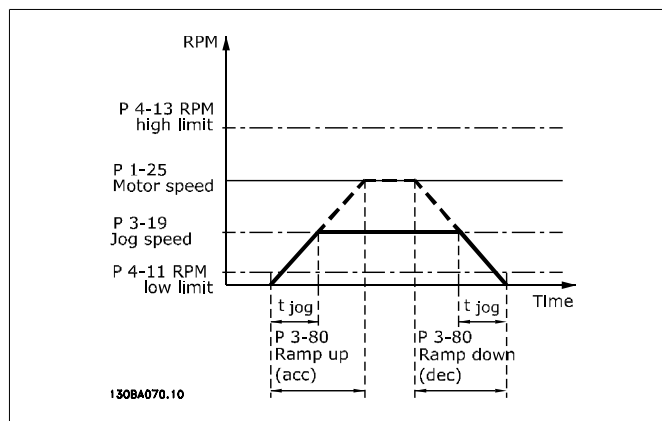 RPM
P 4-13 RPM
high limit
P 1-25
Motor speed
P 3-19
Jog speed
P 4-11 RPM
low limit
TIme
t jog
t jog
P 3-80
Ramp up
(acc)
P 3-80
Ramp down
(dec)
130BA070.10